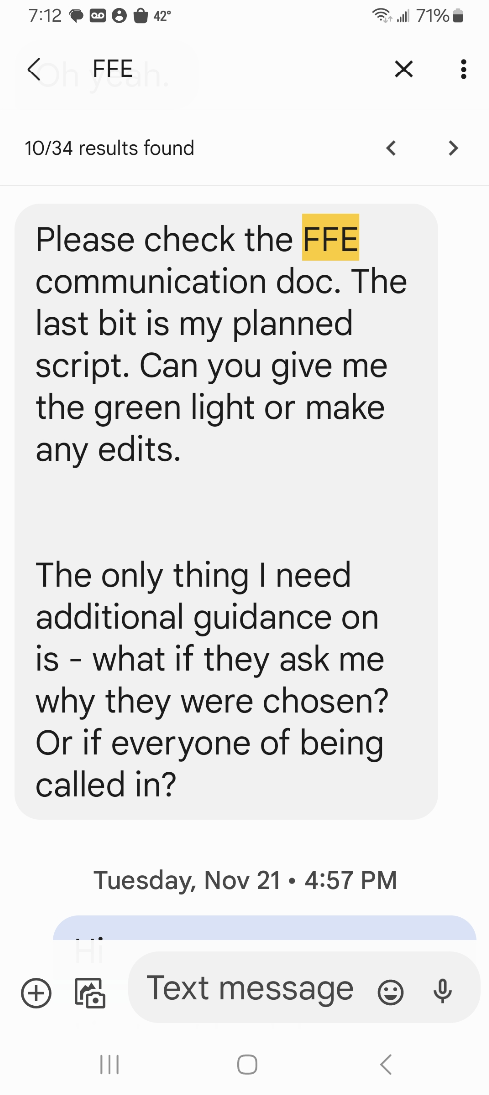 7:12 42° 71%
Oh yeah.
FFE
10/34 results found
Please check the FFE
communication doc. The
last bit is my planned
script. Can you give me
the green light or make
any edits.
The only thing I need
additional guidance on
is - what if they ask me
why they were chosen?
Or if everyone of being
called in?
Tuesday, Nov 21 • 4:57 PM
Hi
Text message